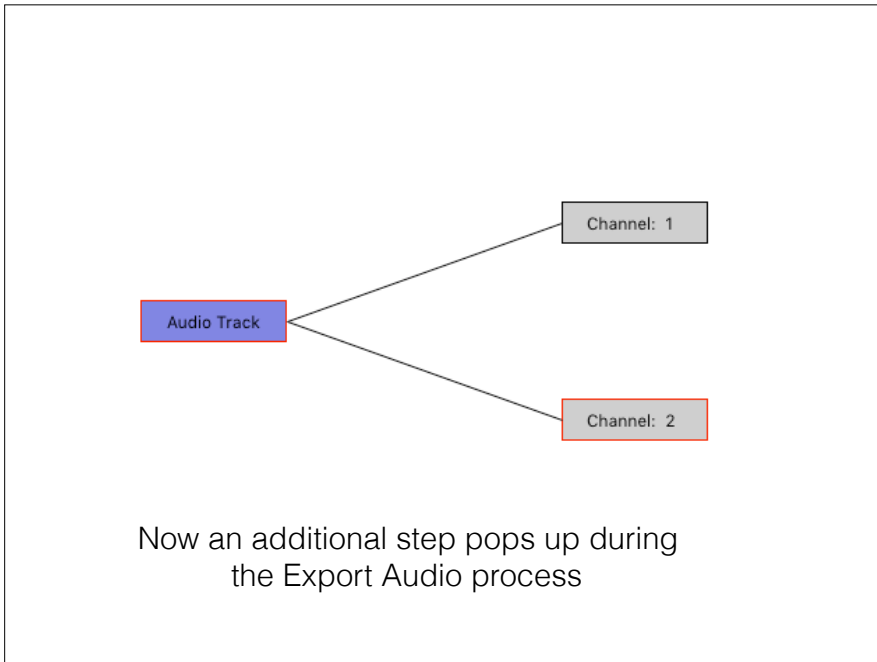 Channel: 1
Audio Track
Channel: 2
Now an additional step pops up during
the Export Audio process